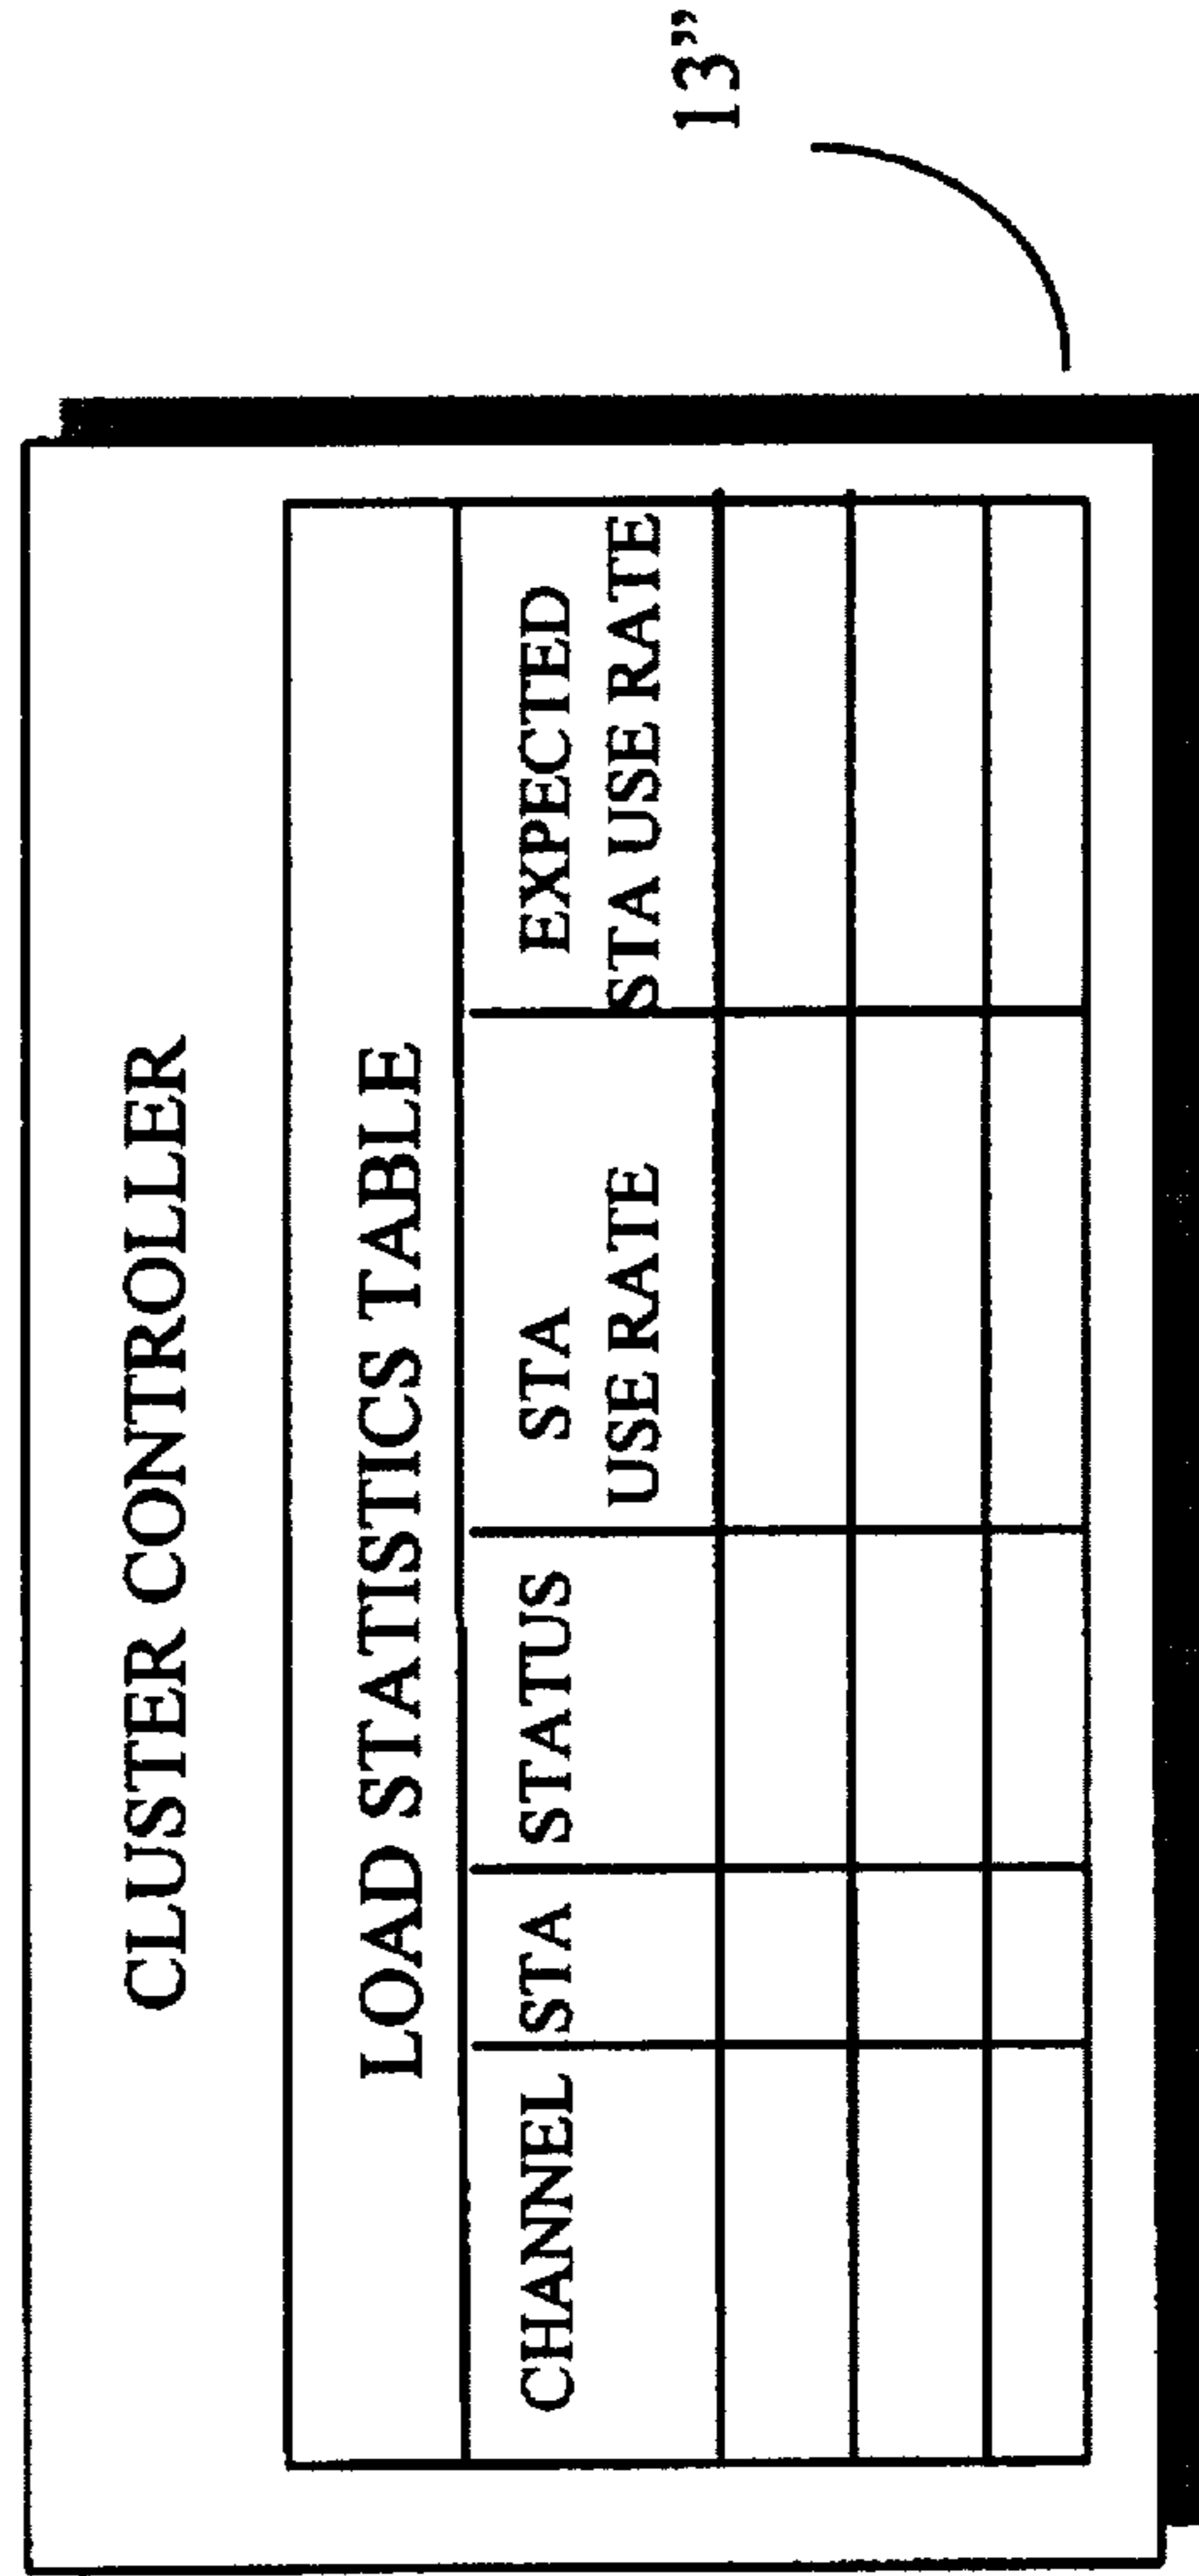 CLUSTER CONTROLLER
LOAD STATISTICS TABLE
CHANNEL STA STATUS STA USE RATE EXPECTED STA USE RATE
13”